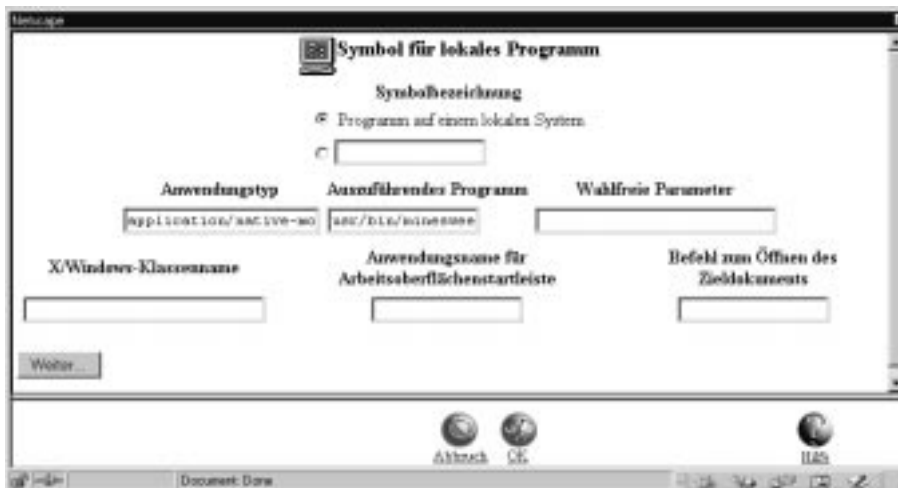 Netscape
Symbol für lokales Programm
Symbolbezeichnung
Programm auf einem lokales System
Anwendungstyp Auszuführendes Programm Wahlfreie Parameter
application/native-mo usr/bin/mineswee
X/Windows-Klassenname Anwendungsname für Arbeitsoberflächenstartleiste Befehl zum Öffnen des Zieldokuments
Weiter...
Abbruch OK Hilfe
Document: Done